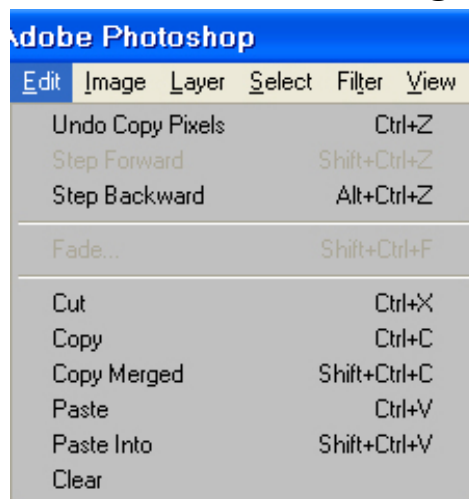 Adobe Photoshop
Edit Image Layer Select Filter View
Undo Copy Pixels Ctrl+Z
Step Forward Shift+Ctrl+Z
Step Backward Alt+Ctrl+Z
Fade... Shift+Ctrl+F
Cut Ctrl+X
Copy Ctrl+C
Copy Merged Shift+Ctrl+C
Paste Ctrl+V
Paste Into Shift+Ctrl+V
Clear